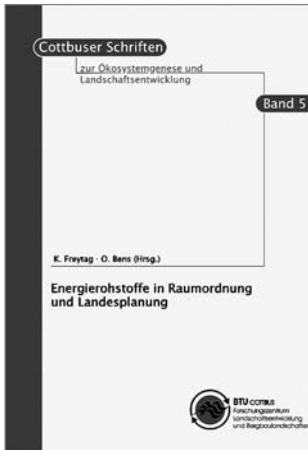 Cottbuser Schriften
zur Ökosystemgenese und
Landschaftsentwicklung
Band 5
K. Freytag · O. Bens (Hrsg.)
Energierohstoffe in Raumordnung
und Landesplanung
BTU COTTBUS
Forschungszentrum
Landschaftsentwicklung
und Bergbaulandschaften